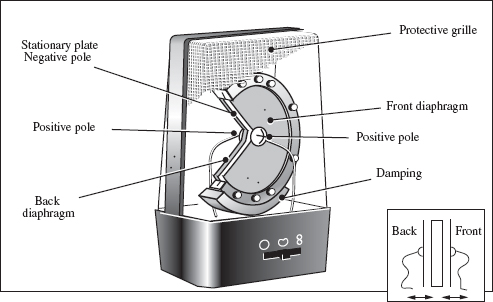 Protective grille
Stationary plate
Negative pole
Front diaphragm
Positive pole
Positive pole
Damping
Back
diaphragm
Back
Front